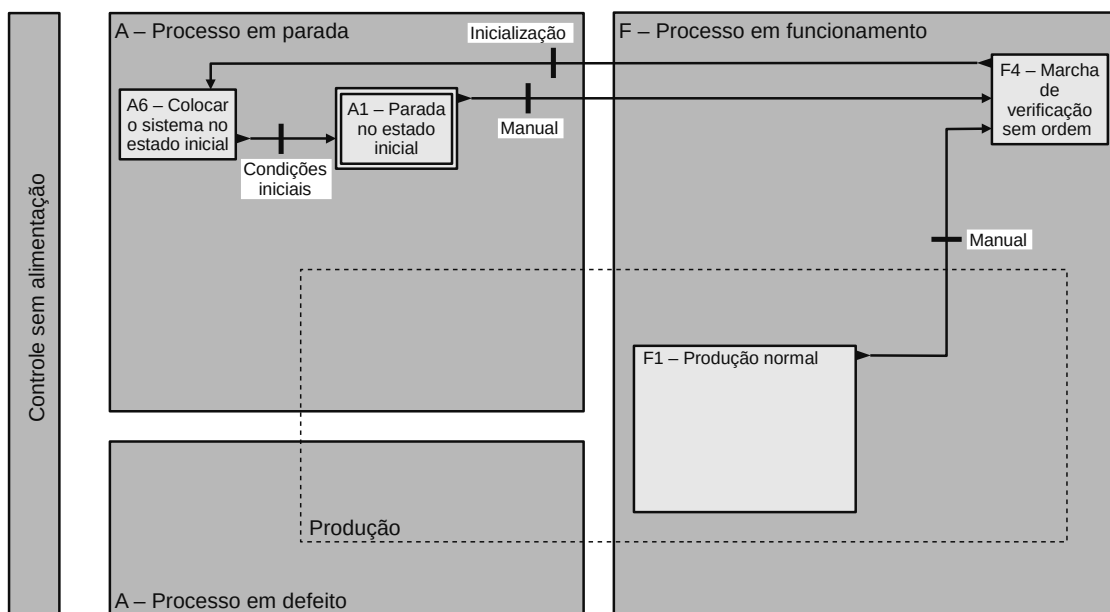 A – Processo em parada
F – Processo em funcionamento
Inicialização
F4 – Marcha
de
verificação
sem ordem
A6 – Colocar
o sistema no
estado inicial
A1 – Parada
no estado
inicial
Manual
Condições
iniciais
Manual
Controle sem alimentação
F1 – Produção normal
Produção
A – Processo em defeito